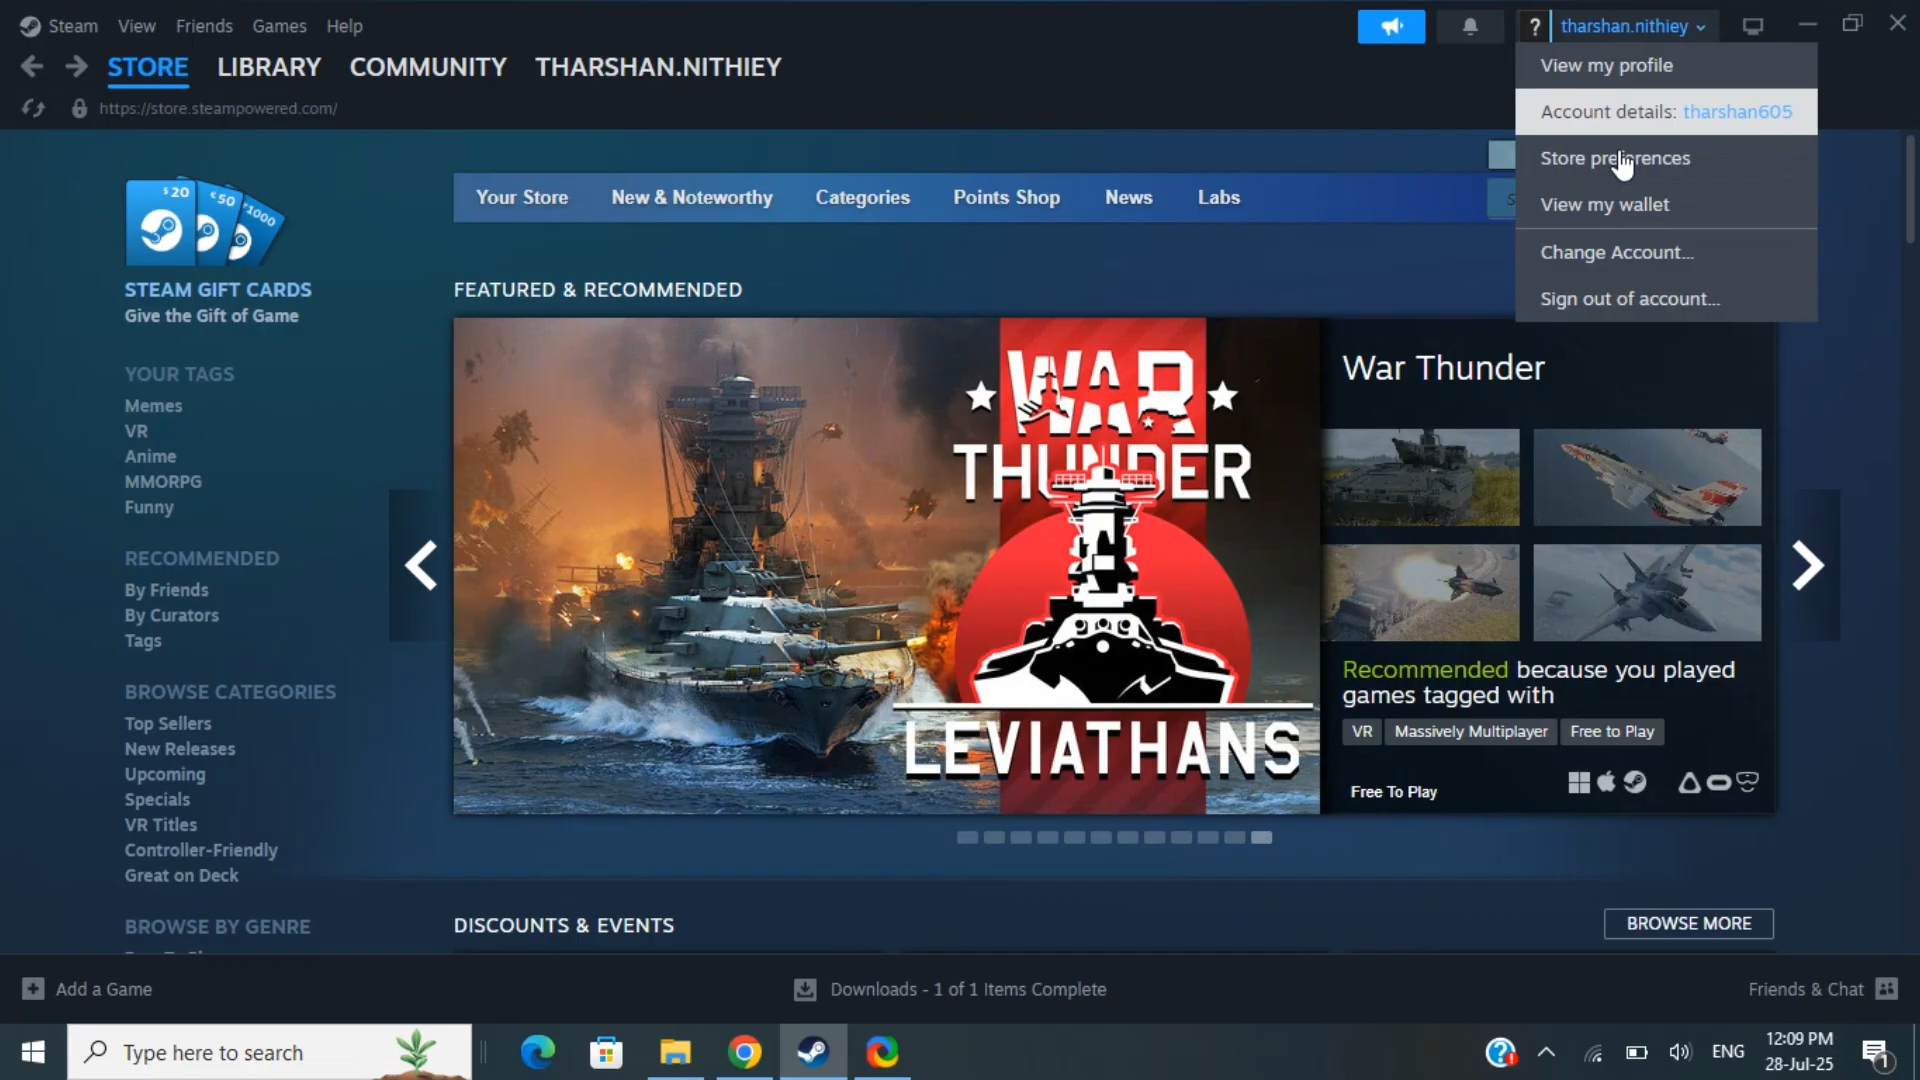 Steam View Friends Games Help
? tharshan.nithiey
STORE LIBRARY COMMUNITY THARSHAN.NITHIEY
https://store.steampowered.com/
View my profile
Account details: tharshan605
Store preferences
View my wallet
Change Account...
Sign out of account...
$20
€50
$1000
STEAM GIFT CARDS
Give the Gift of Game
Your Store New & Noteworthy Categories Points Shop News Labs
YOUR TAGS
Memes
VR
Anime
MMORPG
Funny
RECOMMENDED
By Friends
By Curators
Tags
BROWSE CATEGORIES
Top Sellers
New Releases
Upcoming
Specials
VR Titles
Controller-Friendly
Great on Deck
BROWSE BY GENRE
FEATURED & RECOMMENDED
WAR
THUNDER
LEVIATHANS
War Thunder
Recommended because you played
games tagged with
VR Massively Multiplayer Free to Play
Free To Play
DISCOUNTS & EVENTS
BROWSE MORE
Add a Game
Downloads - 1 of 1 Items Complete
Friends & Chat
Type here to search
ENG
12:09 PM
28-Jul-25
1